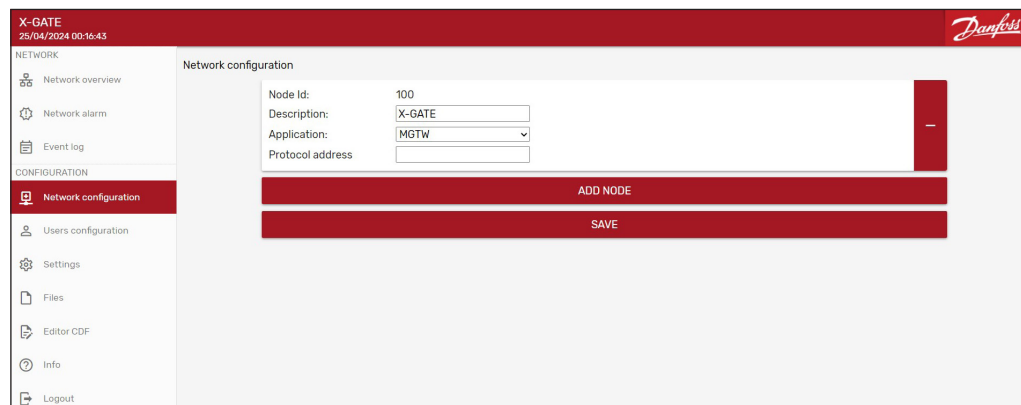 X-GATE
25/04/2024 00:16:43
Danfoss
NETWORK
Network overview
Network alarm
Event log
CONFIGURATION
Network configuration
Users configuration
Settings
Files
Editor CDF
Info
Logout
Network configuration
Node Id: 100
Description: X-GATE
Application: MGTW
Protocol address
ADD NODE
SAVE